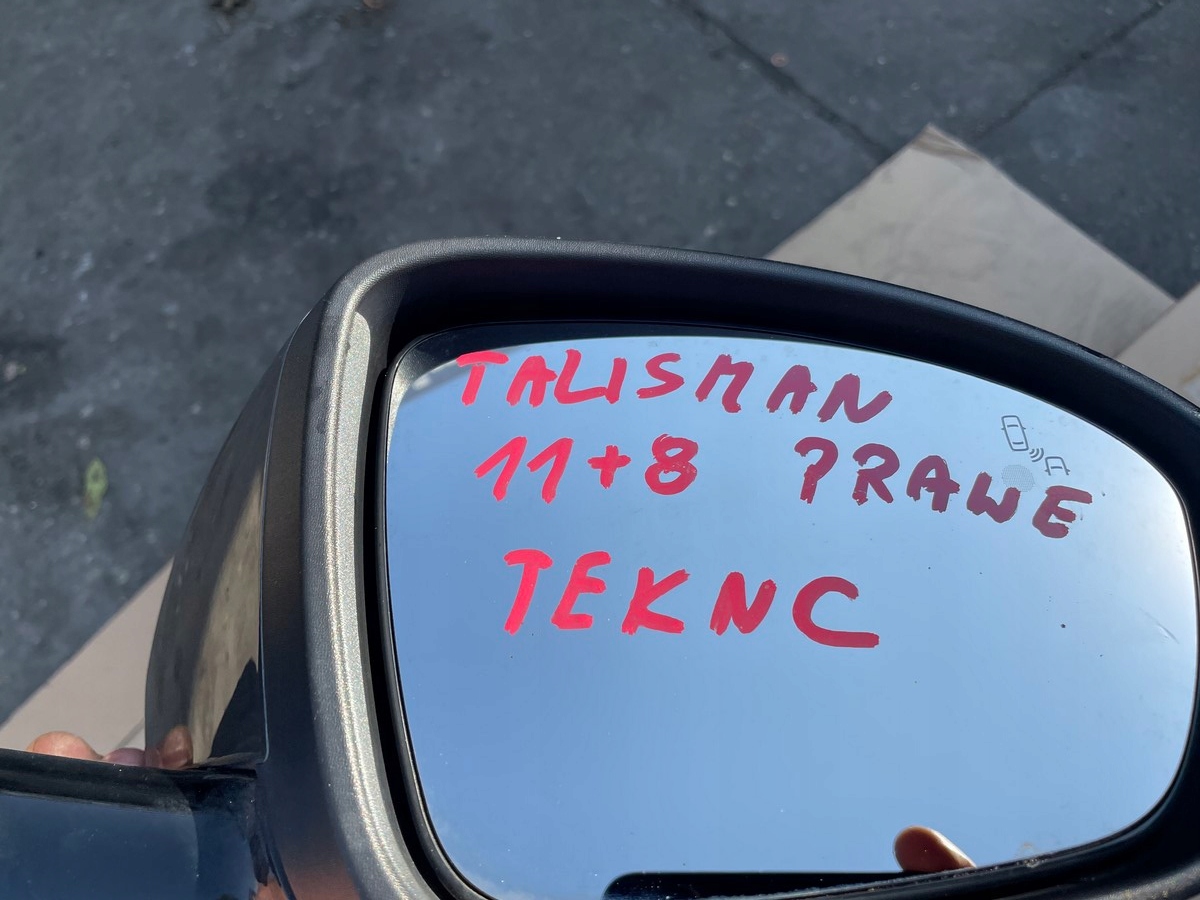 TALISMAN
11+8 PRAWE
TEKNC